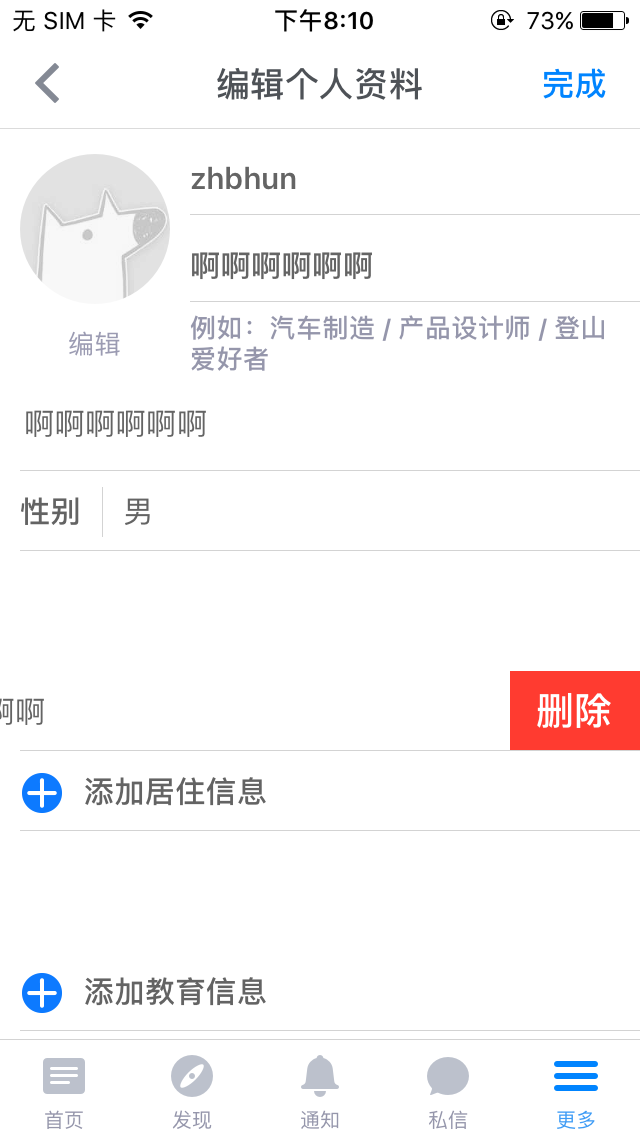 无 SIM 卡 下午8:10 73%
编辑个人资料 完成
zhbhun
啊啊啊啊啊啊
例如：汽车制造 / 产品设计师 / 登山
爱好者
编辑
啊啊啊啊啊啊
性别 男
啊啊 删除
添加居住信息
添加教育信息
首页 发现 通知 私信 更多